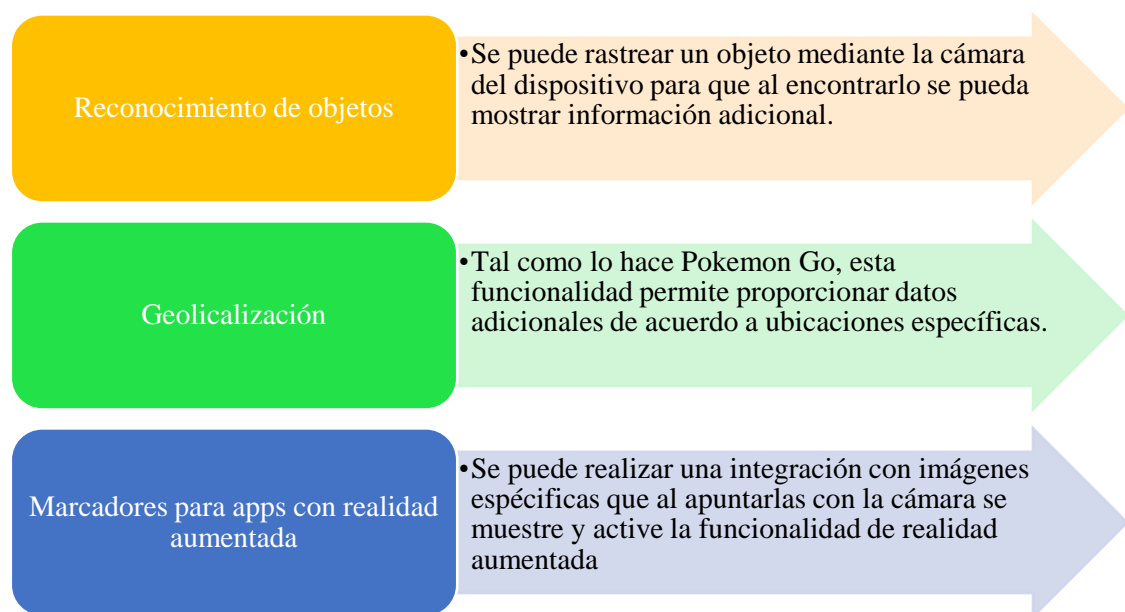 Reconocimiento de objetos
•Se puede rastrear un objeto mediante la cámara
del dispositivo para que al encontrarlo se pueda
mostrar información adicional.
Geolicalización
•Tal como lo hace Pokemon Go, esta
funcionalidad permite proporcionar datos
adicionales de acuerdo a ubicaciones específicas.
Marcadores para apps con realidad
aumentada
•Se puede realizar una integración con imágenes
espécificas que al apuntarlas con la cámara se
muestre y active la funcionalidad de realidad
aumentada